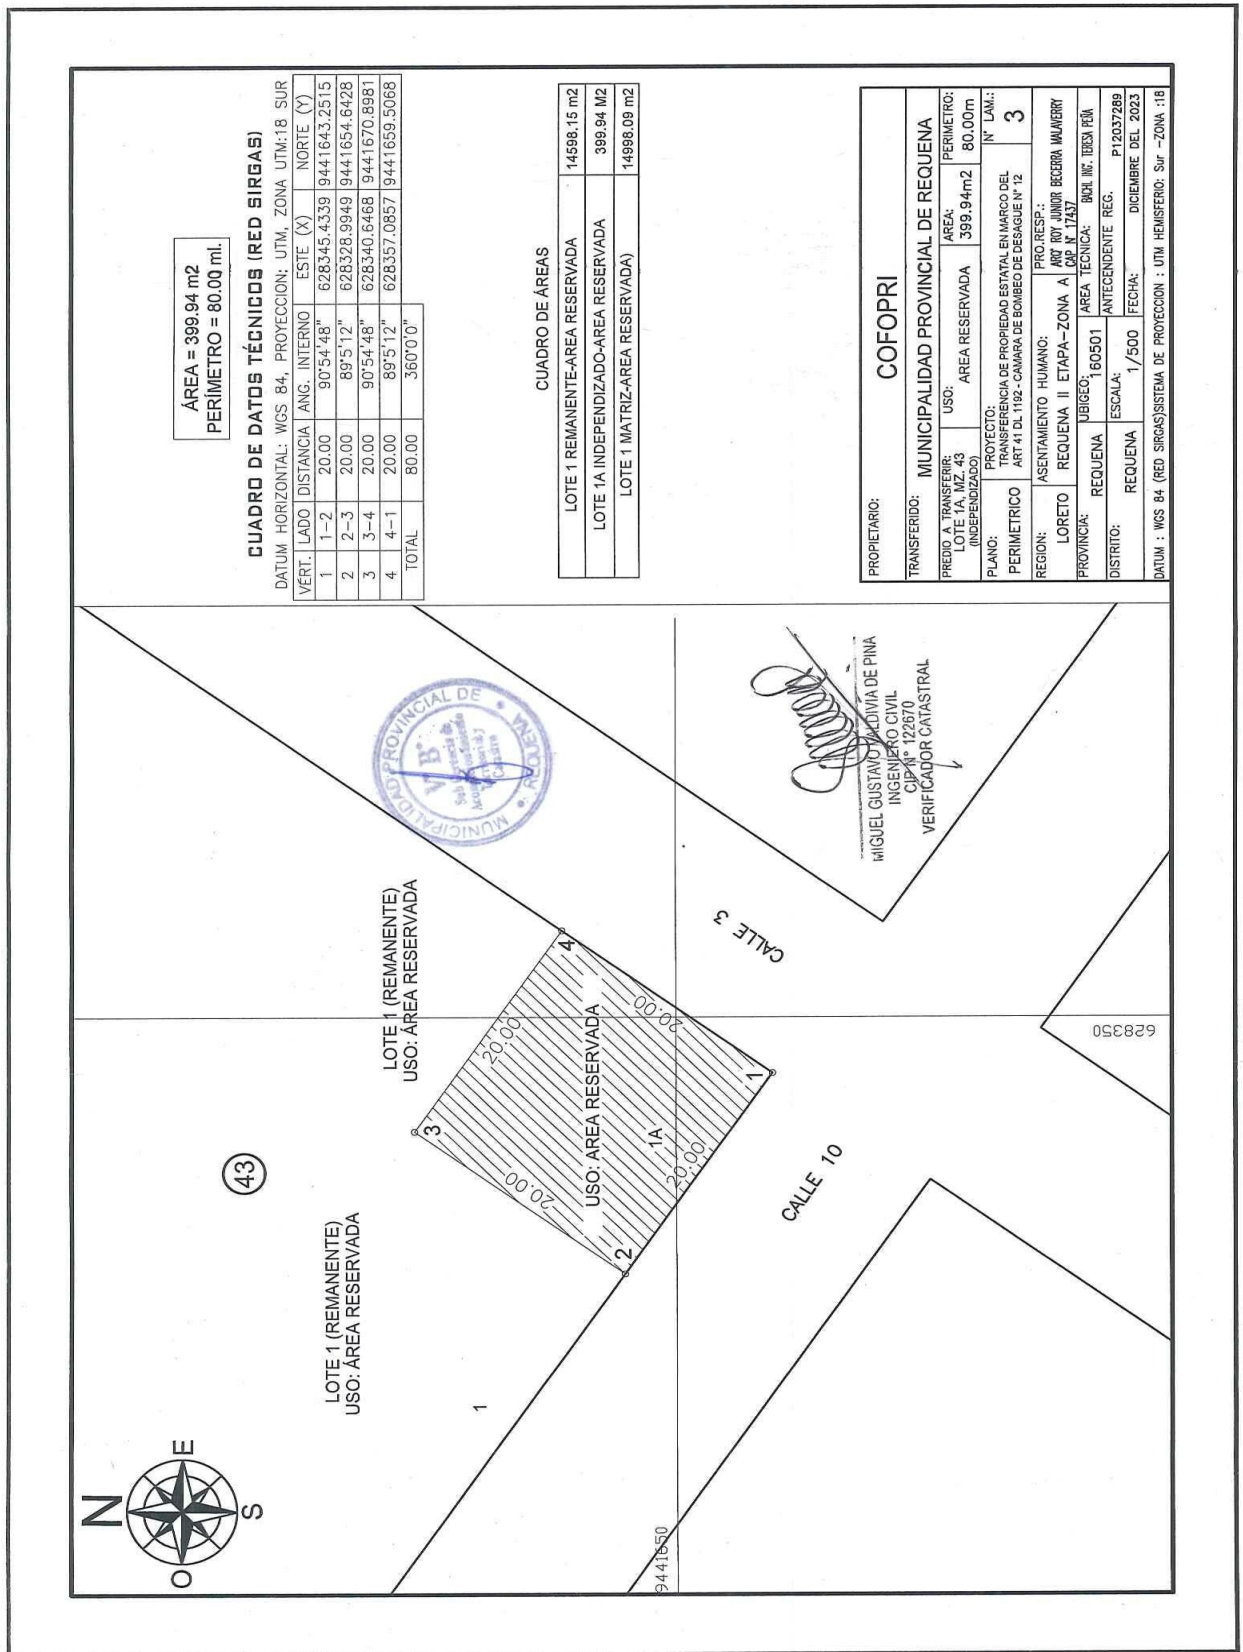 N
O
E
S
43
LOTE 1 (REMANENTE)
USO: ÁREA RESERVADA
LOTE 1 (REMANENTE)
USO: ÁREA RESERVADA
1
3
4
2
1
20.00
20.00
20.00
20.00
USO: AREA RESERVADA
1A
CALLE 10
CALLE 3
9441650
628350
MUNICIPALIDAD PROVINCIAL DE
REQUENA
V° B°
Sub Gerencia de
Acondicionamiento
Territorial y
Catastro
MIGUEL GUSTAVO VALDIVIA DE PINA
INGENIERO CIVIL
CIP N° 122670
VERIFICADOR CATASTRAL
ÁREA = 399.94 m2
PERÍMETRO = 80.00 ml.
CUADRO DE DATOS TÉCNICOS (RED SIRGAS)
DATUM HORIZONTAL: WGS 84, PROYECCION: UTM, ZONA UTM:18 SUR
VÉRT. LADO DISTANCIA ANG. INTERNO ESTE (X) NORTE (Y)
1 1-2 20.00 90°54'48" 628345.4339 9441643.2515
2 2-3 20.00 89°5'12" 628328.9949 9441654.6428
3 3-4 20.00 90°54'48" 628340.6468 9441670.8981
4 4-1 20.00 89°5'12" 628357.0857 9441659.5068
TOTAL 80.00 360°0'0"
CUADRO DE ÁREAS
LOTE 1 REMANENTE-AREA RESERVADA 14598.15 m2
LOTE 1A INDEPENDIZADO-AREA RESERVADA 399.94 M2
LOTE 1 MATRIZ-AREA RESERVADA) 14998.09 m2
PROPIETARIO: COFOPRI
TRANSFERIDO: MUNICIPALIDAD PROVINCIAL DE REQUENA
PREDIO A TRANSFERIR: LOTE 1A, MZ. 43 (INDEPENDIZADO)
USO: AREA RESERVADA
AREA: 399.94m2
PERIMETRO: 80.00m
PLANO: PERIMETRICO
PROYECTO:
TRANSFERENCIA DE PROPIEDAD ESTATAL EN MARCO DEL
ART 41 DL 1192 - CAMARA DE BOMBEO DE DESAGUE N° 12
N° LAM.: 3
REGION: LORETO
ASENTAMIENTO HUMANO: REQUENA II ETAPA-ZONA A
PRO.RESP.: ARQ° ROY JUNIOR BECERRA MALAVERRY
CAP N° 17437
PROVINCIA: REQUENA
UBIGEO: 160501
AREA TECNICA: BACHL. ING. TERESA PEÑA
DISTRITO: REQUENA
ESCALA: 1/500
ANTECENDENTE REG. P12037289
FECHA: DICIEMBRE DEL 2023
DATUM : WGS 84 (RED SIRGAS)SISTEMA DE PROYECCION : UTM HEMISFERIO: Sur -ZONA :18